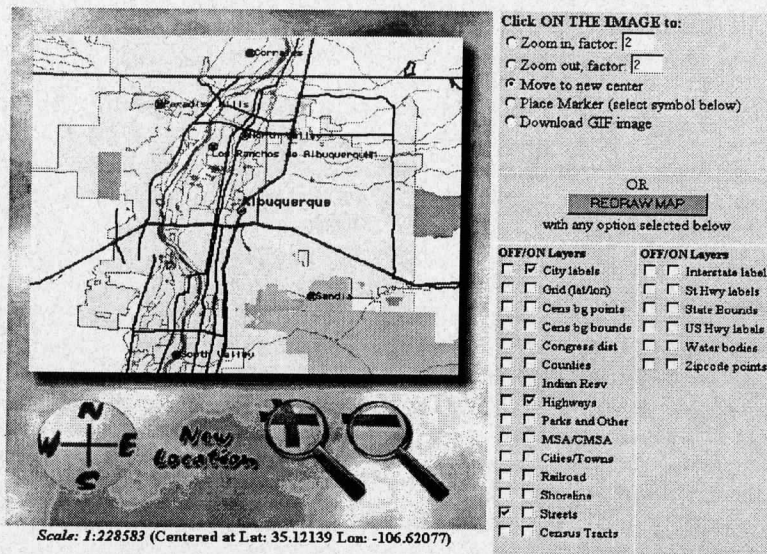 Click ON THE IMAGE to:
Zoom in, factor: 2
Zoom out, factor: 2
Move to new center
Place Marker (select symbol below)
Download GIF image
OR
REDRAW MAP
with any option selected below
Corrales
Paradise Hills
North Valley
Los Ranchos de Albuquerque
Albuquerque
Sandia
South Valley
N
W E
S
New
Location
Scale: 1:228583 (Centered at Lat: 35.12139 Lon: -106.62077)
OFF/ON Layers
City labels
Grid (lat/lon)
Cens bg points
Cens bg bounds
Congress dist
Counties
Indian Resv
Highways
Parks and Other
MSA/CMSA
Cities/Towns
Railroad
Shoreline
Streets
Census Tracts
OFF/ON Layers
Interstate label
St Hwy labels
State Bounds
US Hwy labels
Water bodies
Zipcode points